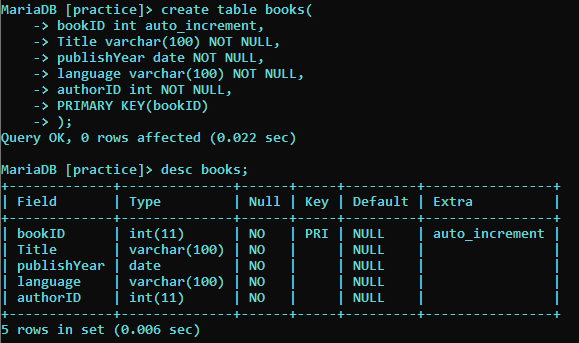 MariaDB [practice]> create table books(
    -> bookID int auto_increment,
    -> Title varchar(100) NOT NULL,
    -> publishYear date NOT NULL,
    -> language varchar(100) NOT NULL,
    -> authorID int NOT NULL,
    -> PRIMARY KEY(bookID)
    -> );
Query OK, 0 rows affected (0.022 sec)

MariaDB [practice]> desc books;
+-------------+--------------+------+-----+---------+----------------+
| Field       | Type         | Null | Key | Default | Extra          |
+-------------+--------------+------+-----+---------+----------------+
| bookID      | int(11)      | NO   | PRI | NULL    | auto_increment |
| Title       | varchar(100) | NO   |     | NULL    |                |
| publishYear | date         | NO   |     | NULL    |                |
| language    | varchar(100) | NO   |     | NULL    |                |
| authorID    | int(11)      | NO   |     | NULL    |                |
+-------------+--------------+------+-----+---------+----------------+
5 rows in set (0.006 sec)